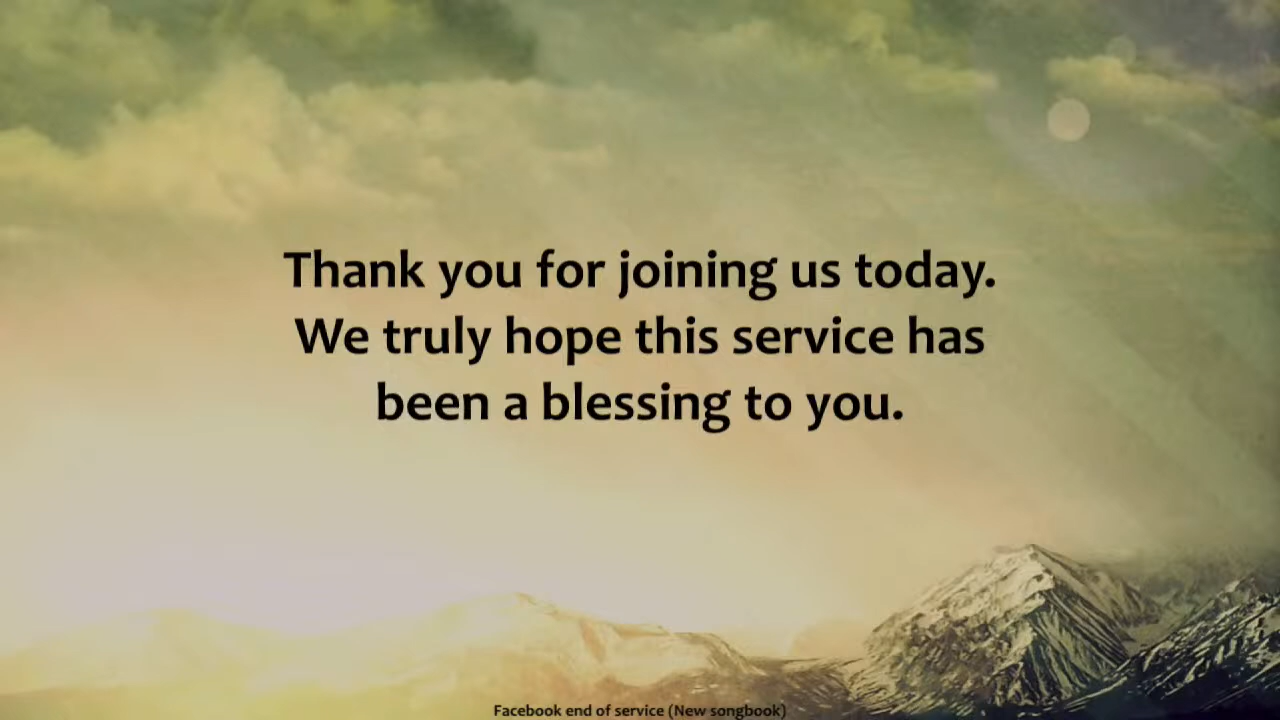 Thank you for joining us today.
We truly hope this service has
been a blessing to you.
Facebook end of service (New songbook)